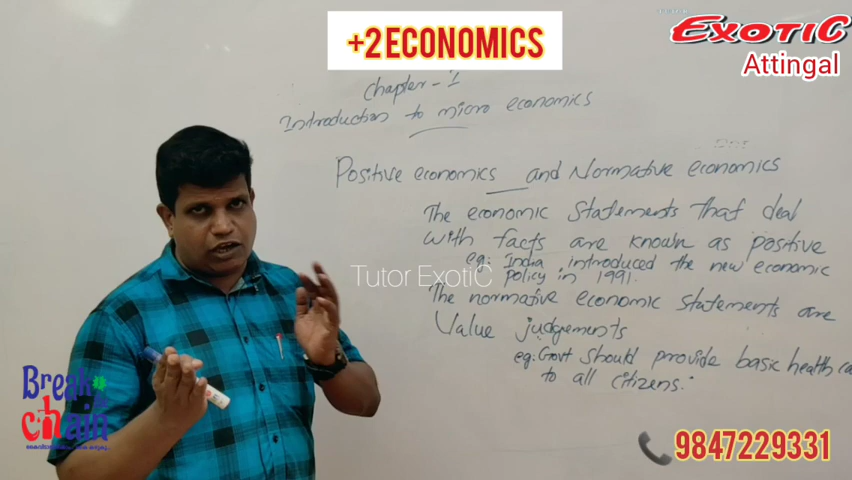 +2 ECONOMICS
EXOTIC
Attingal
Chapter - 1
Introduction to micro economics
Positive economics and Normative economics
The economic statements that deal
with facts are known as positive
eg: India introduced the new economic
policy in 1991.
The normative economic statements are
Value judgements
eg: Govt should provide basic health ca
to all citizens.
Tutor ExotiC
Break
chain
9847229331